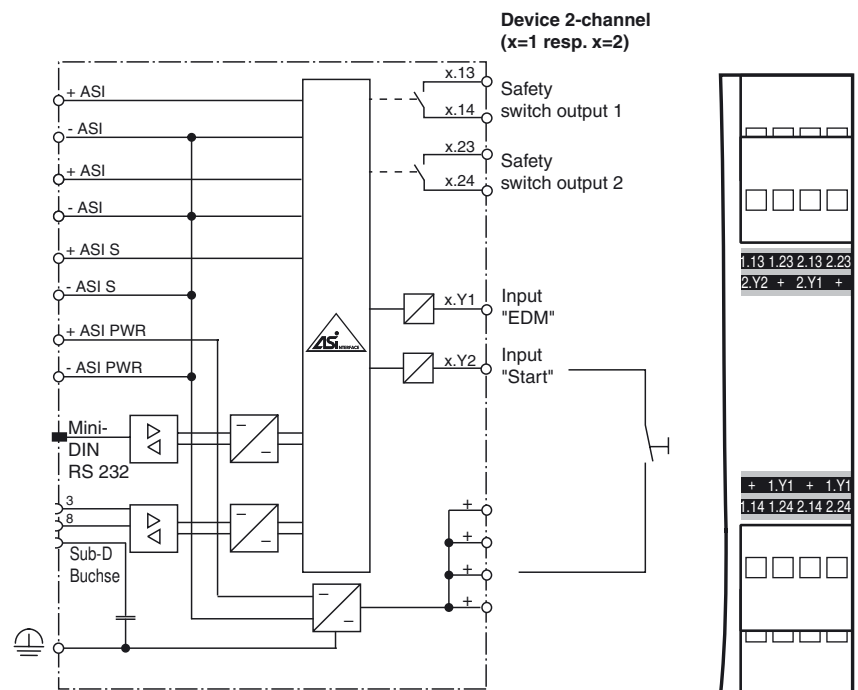 Device 2-channel
(x=1 resp. x=2)
+ ASI
- ASI
+ ASI
- ASI
+ ASI S
- ASI S
+ ASI PWR
- ASI PWR
Mini-
DIN
RS 232
3
8
Sub-D
Buchse
ASi
INTERFACE
x.13
x.14
Safety
switch output 1
x.23
x.24
Safety
switch output 2
x.Y1
Input
"EDM"
x.Y2
Input
"Start"
+
+
+
+
1.13 1.23 2.13 2.23
2.Y2 + 2.Y1 +
+ 1.Y1 + 1.Y1
1.14 1.24 2.14 2.24